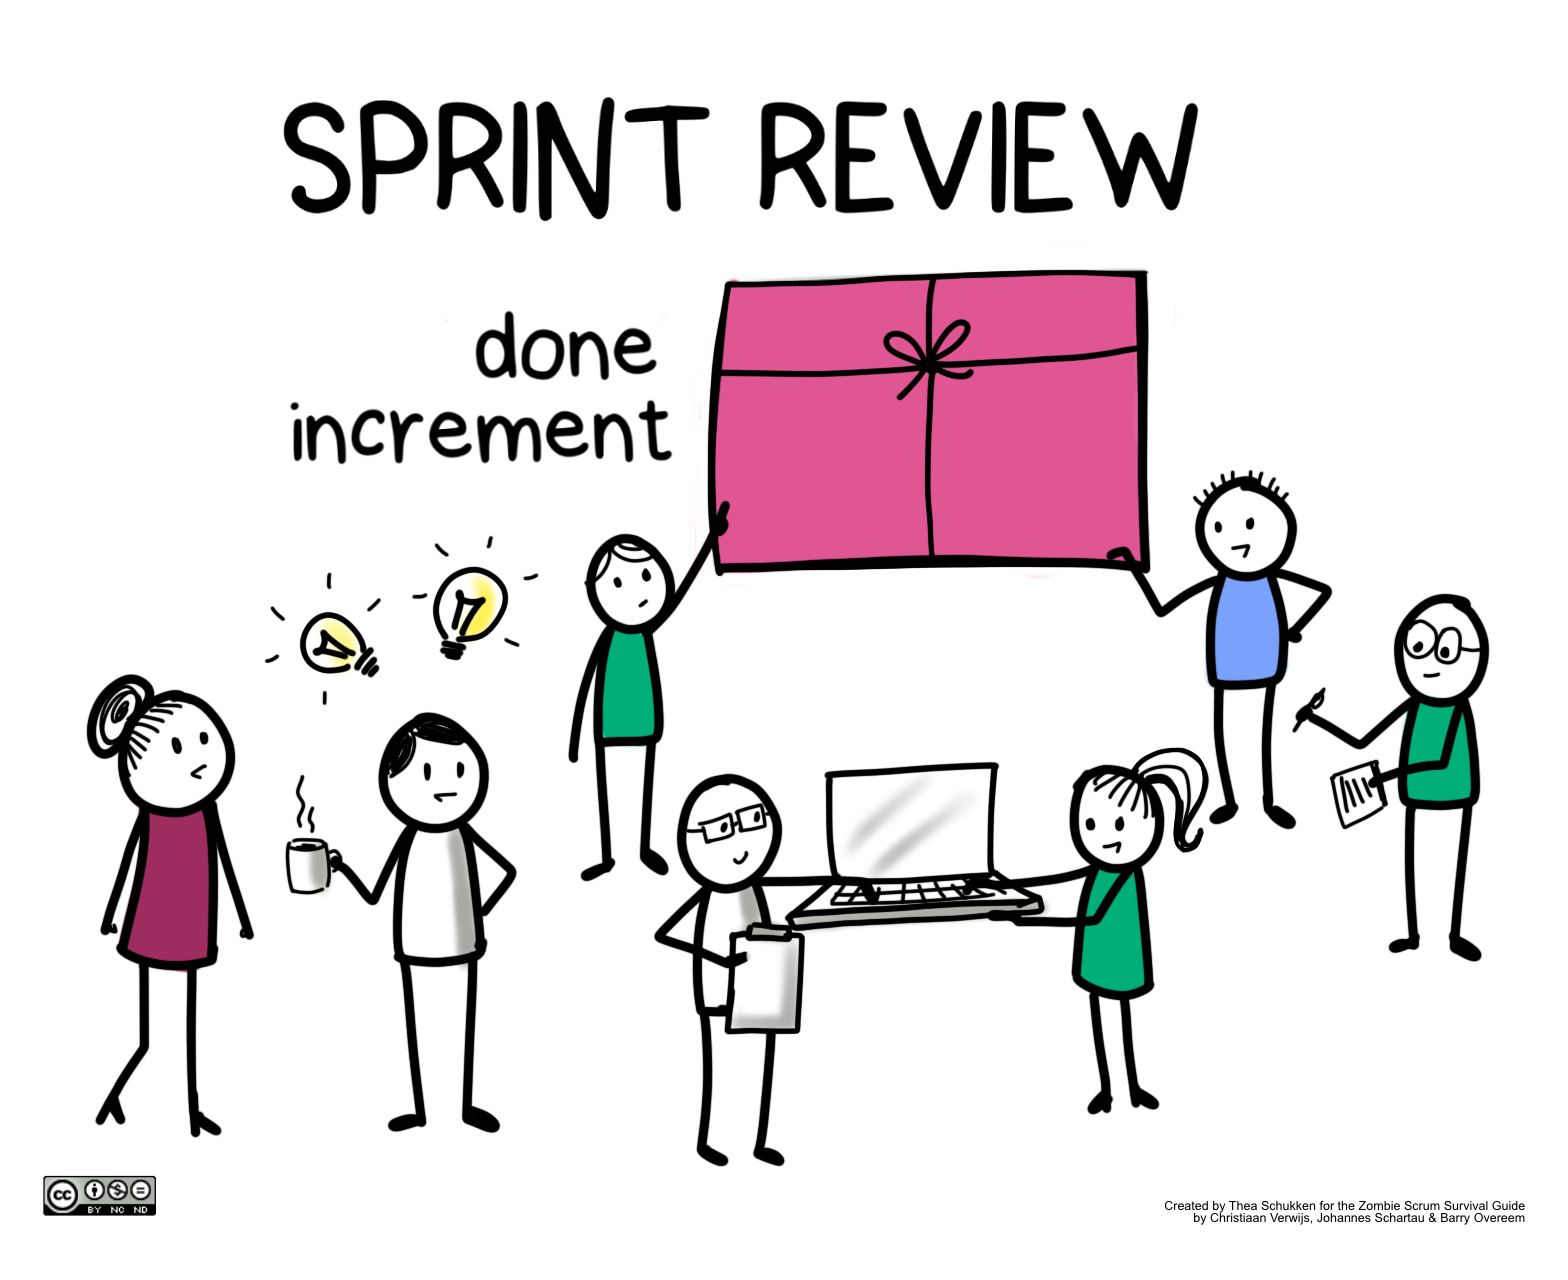 SPRINT REVIEW
done
increment
cc
BY NC ND
Created by Thea Schukken for the Zombie Scrum Survival Guide
by Christiaan Verwijs, Johannes Schartau & Barry Overeem